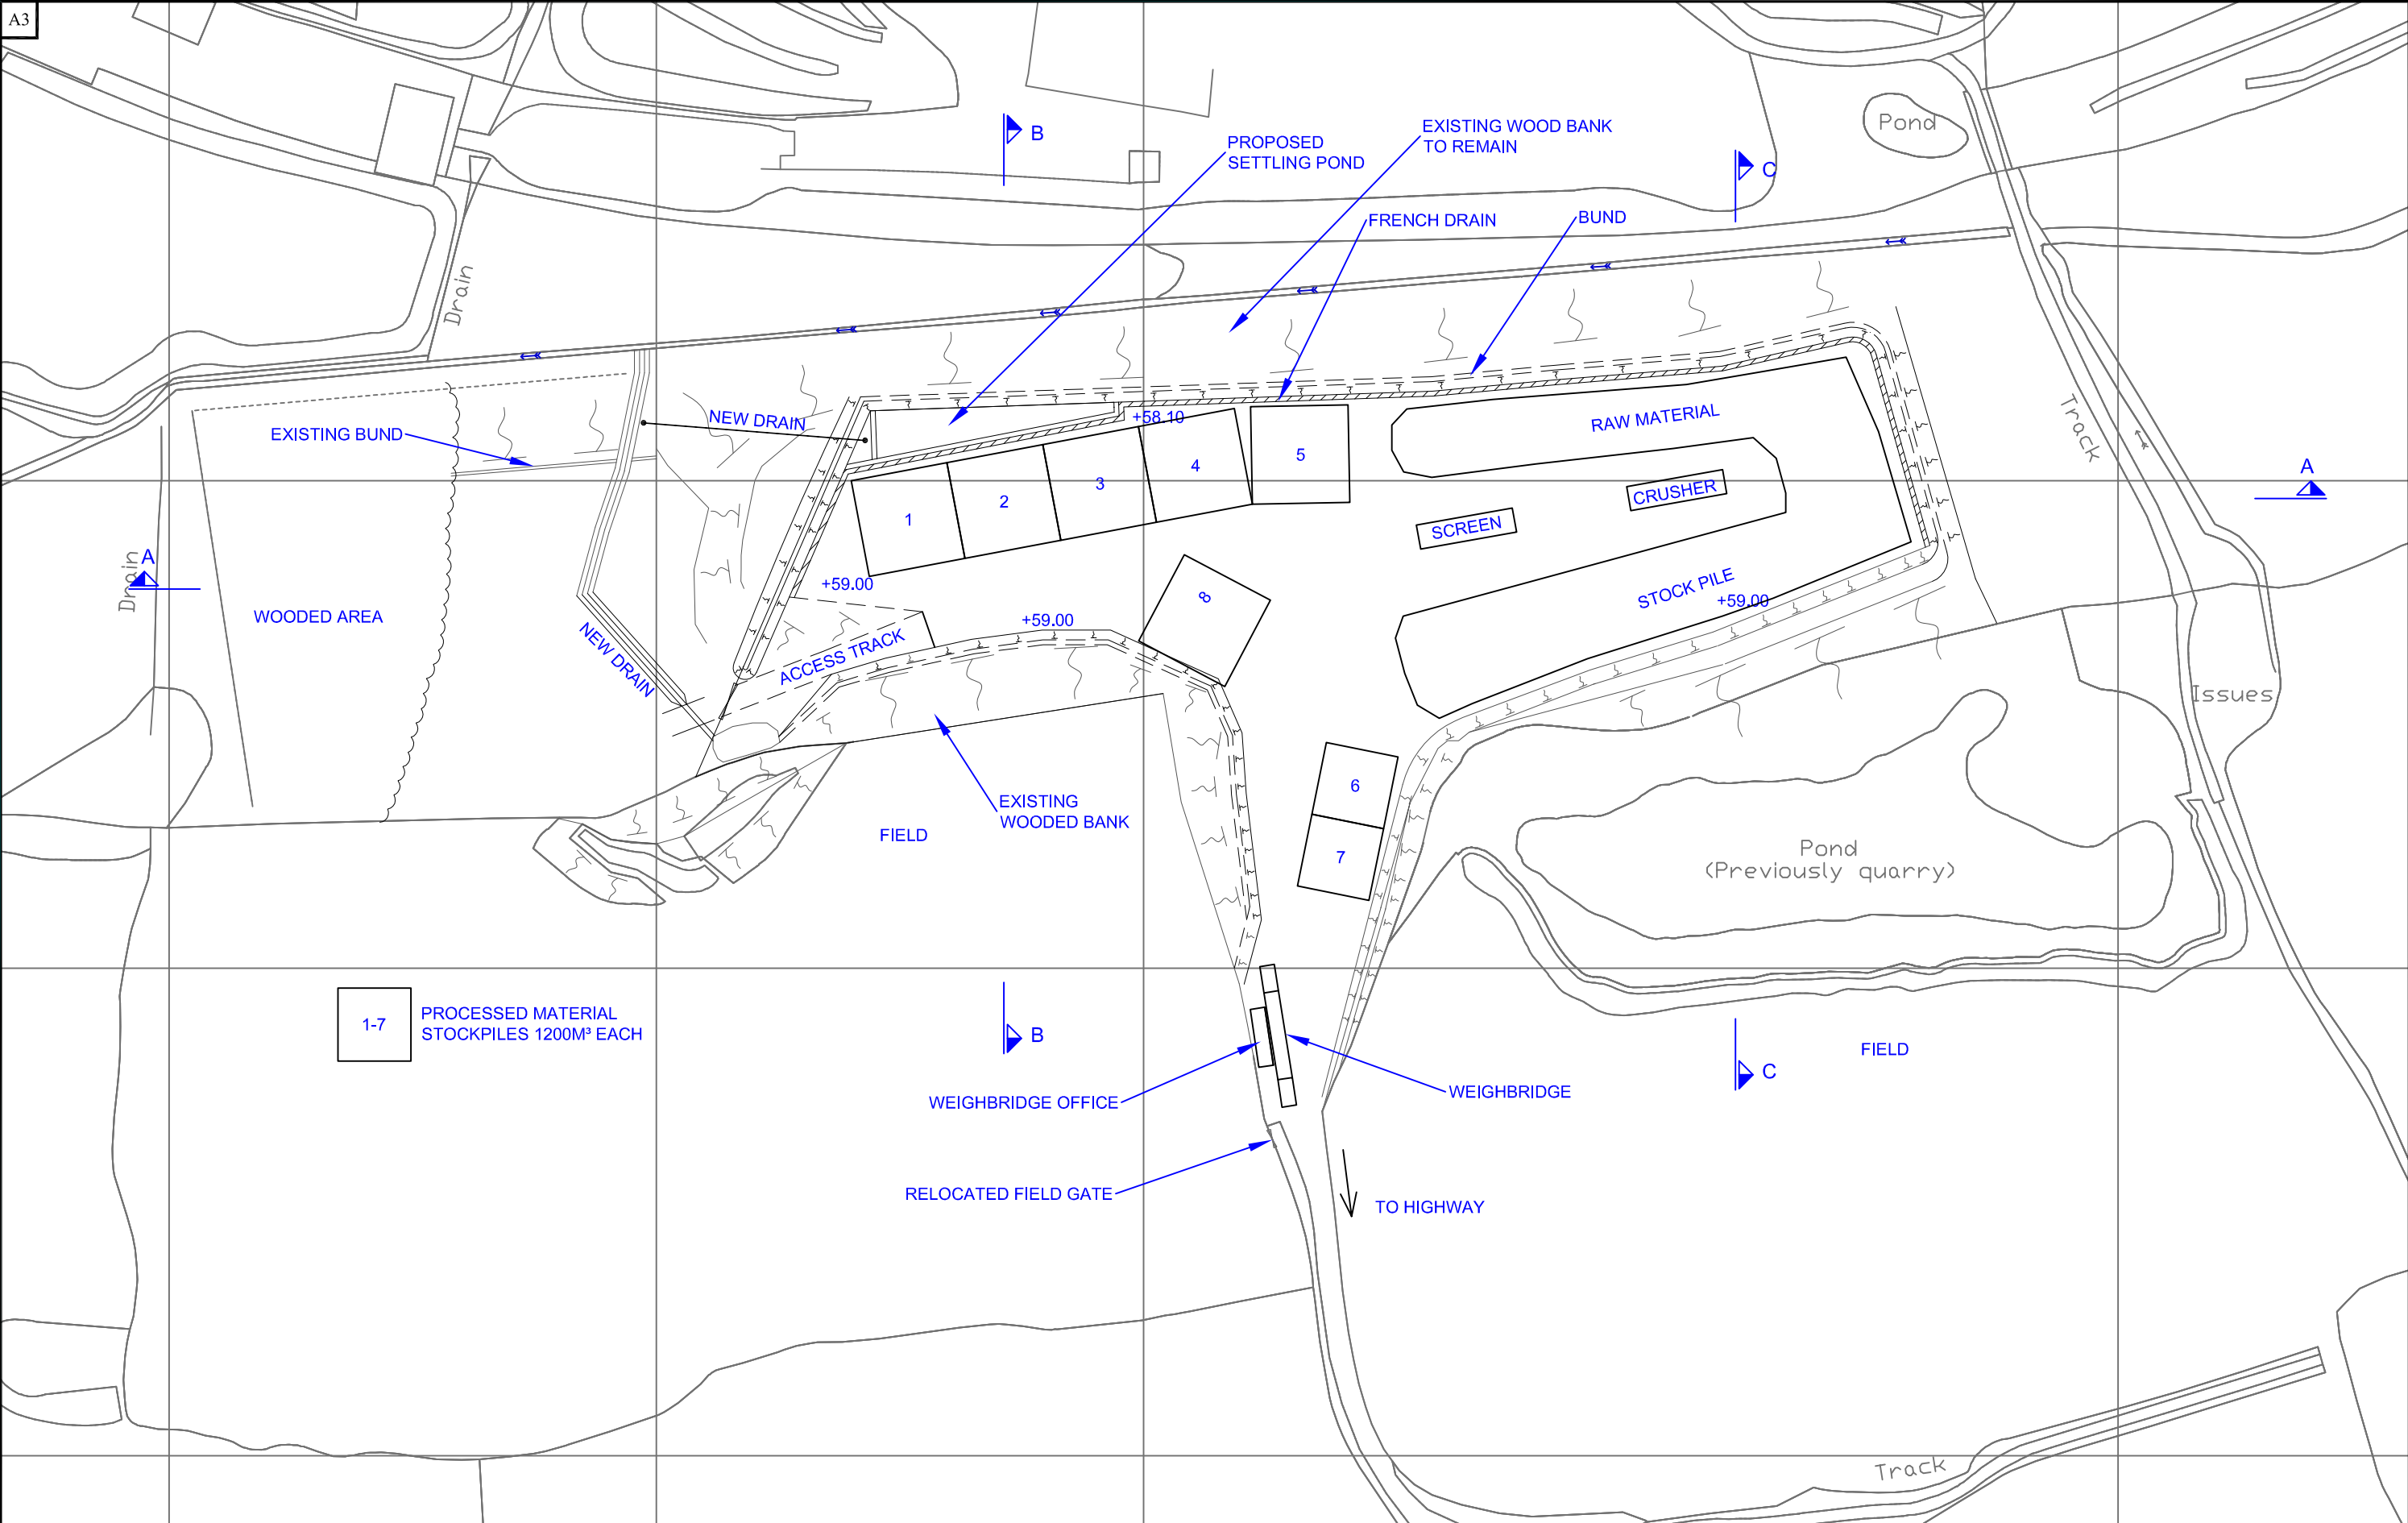 A3
B
PROPOSED
SETTLING POND
EXISTING WOOD BANK
TO REMAIN
Pond
C
FRENCH DRAIN
BUND
Drain
NEW DRAIN
EXISTING BUND
+58.10
RAW MATERIAL
Track
1
2
3
4
5
CRUSHER
SCREEN
A
A
Drain
WOODED AREA
+59.00
+59.00
8
STOCK PILE
+59.00
NEW DRAIN
ACCESS TRACK
Issues
EXISTING
WOODED BANK
FIELD
6
7
Pond
(Previously quarry)
1-7
PROCESSED MATERIAL
STOCKPILES 1200M³ EACH
B
C
FIELD
WEIGHBRIDGE OFFICE
WEIGHBRIDGE
RELOCATED FIELD GATE
TO HIGHWAY
Track